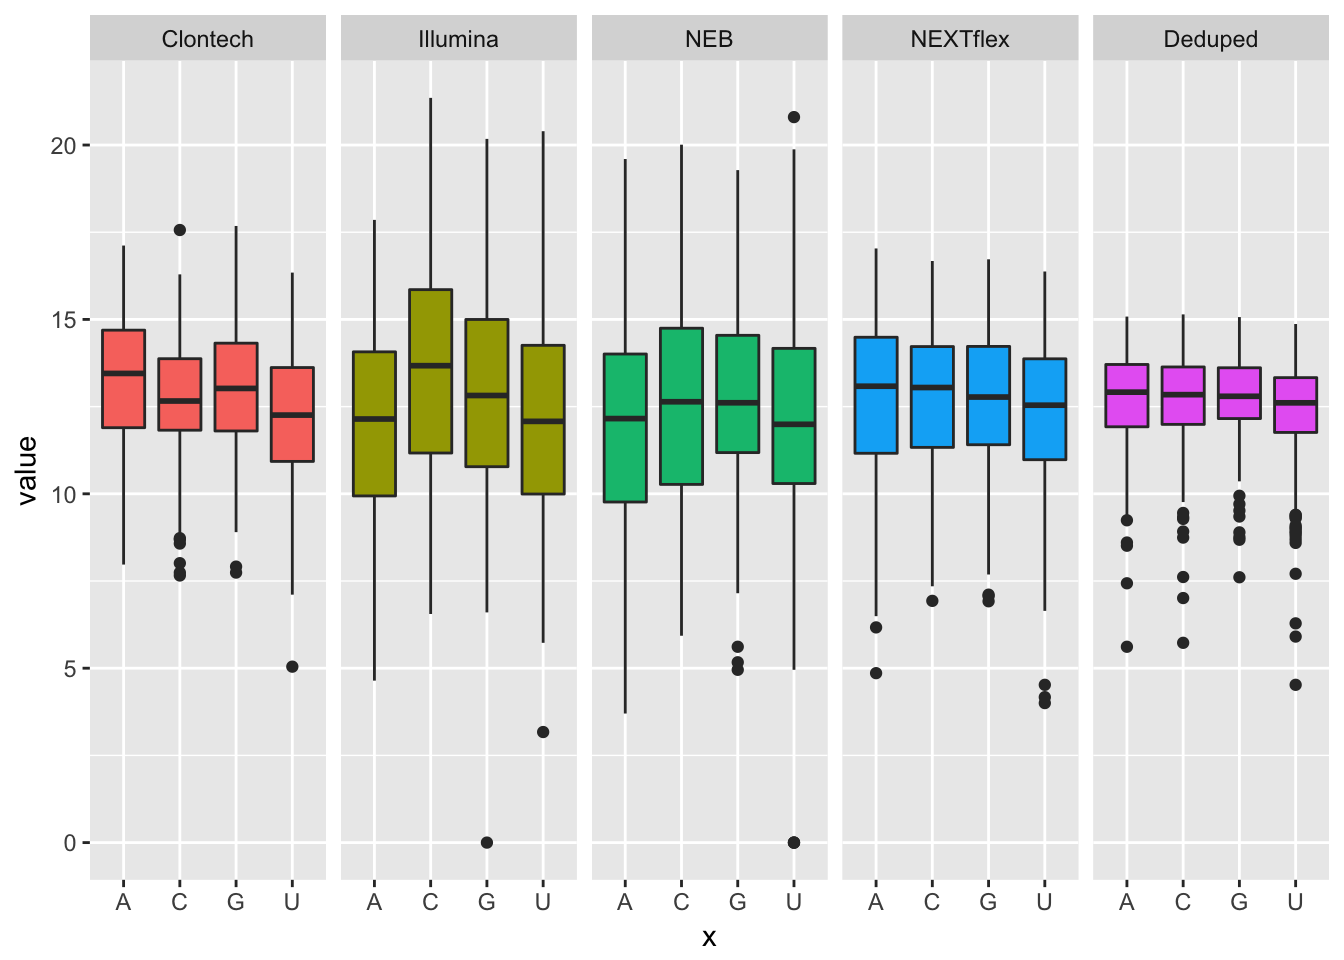 Clontech Illumina NEB NEXTflex Deduped
20
15
10
5
0
value
A C G U A C G U A C G U A C G U A C G U
x